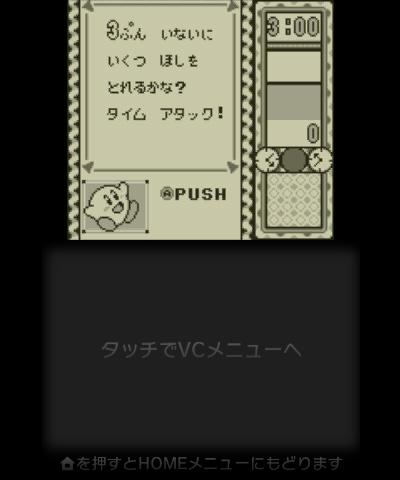 3ぷん いないに
いくつ ほしを
とれるかな?
タイム アタック!
3:00
0
ⒶPUSH
タッチでVCメニューへ
を押すとHOMEメニューにもどります